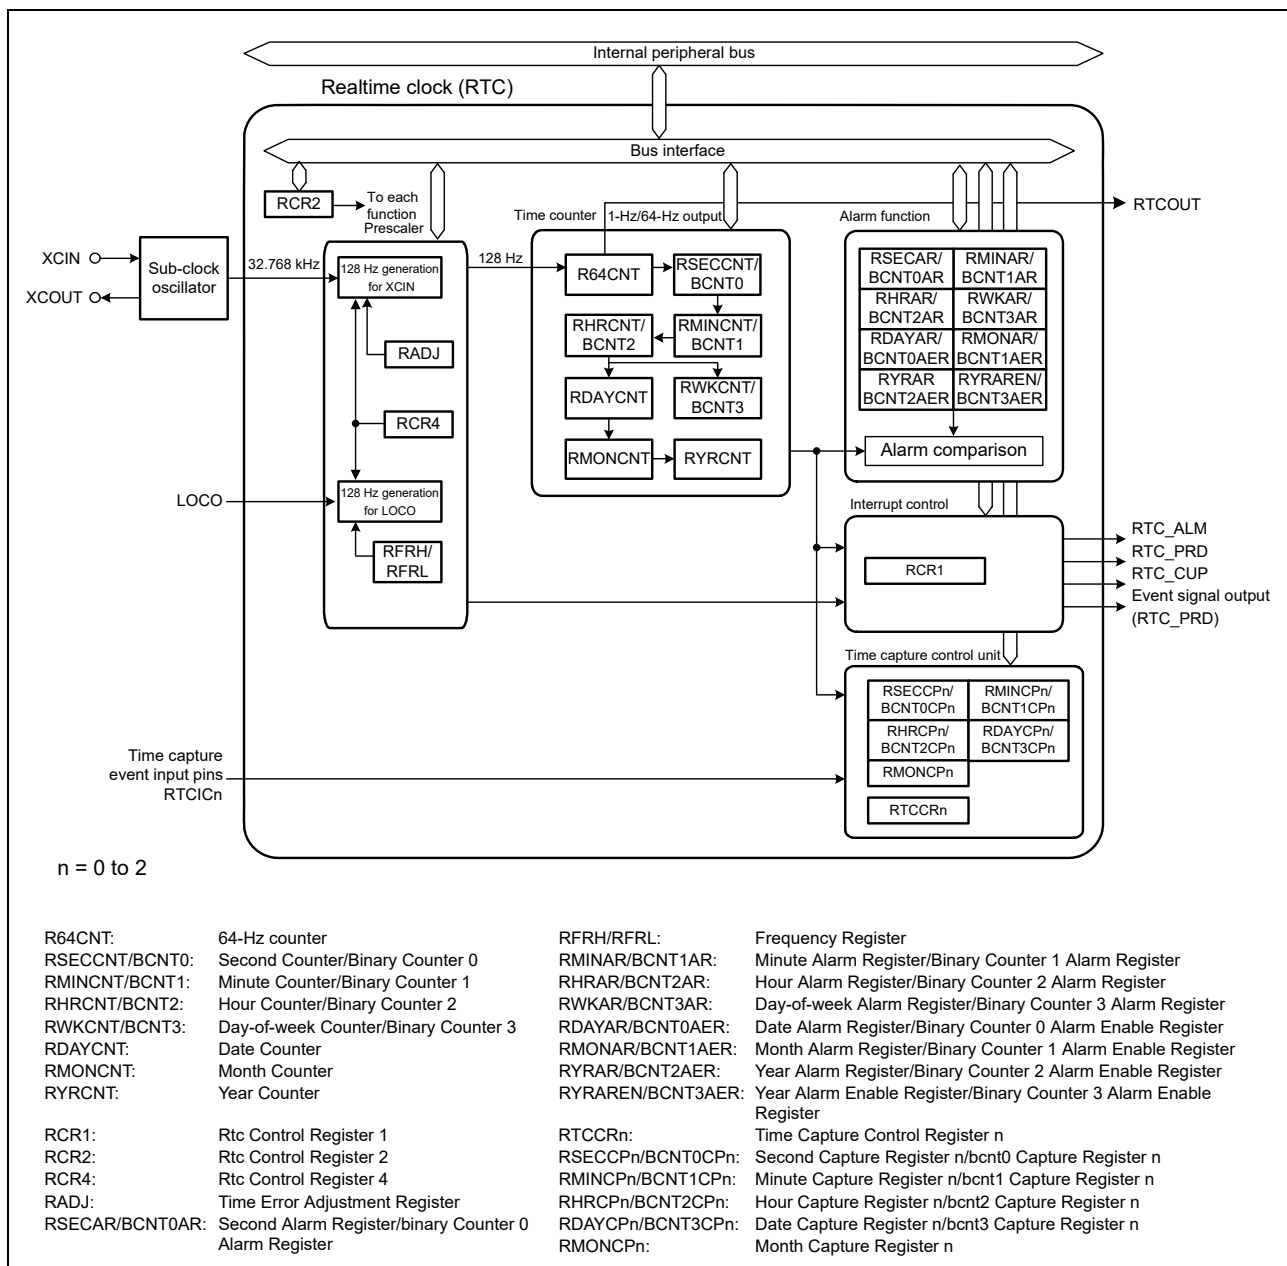 Internal peripheral bus
Realtime clock (RTC)
Bus interface
RCR2
To each
function
Prescaler
Time counter
1-Hz/64-Hz output
Alarm function
RTCOUT
XCIN
XCOUT
Sub-clock
oscillator
32.768 kHz
128 Hz generation
for XCIN
128 Hz
RADJ
RCR4
LOCO
128 Hz generation
for LOCO
RFRH/
RFRL
R64CNT
RSECCNT/
BCNT0
RHRCNT/
BCNT2
RMINCNT/
BCNT1
RDAYCNT
RWKCNT/
BCNT3
RMONCNT
RYRCNT
RSECAR/
BCNT0AR
RMINAR/
BCNT1AR
RHRAR/
BCNT2AR
RWKAR/
BCNT3AR
RDAYAR/
BCNT0AER
RMONAR/
BCNT1AER
RYRAR
BCNT2AER
RYRAREN/
BCNT3AER
Alarm comparison
Interrupt control
RCR1
RTC_ALM
RTC_PRD
RTC_CUP
Event signal output
(RTC_PRD)
Time capture control unit
RSECCPn/
BCNT0CPn
RMINCPn/
BCNT1CPn
RHRCPn/
BCNT2CPn
RDAYCPn/
BCNT3CPn
RMONCPn
RTCCRn
Time capture
event input pins
RTCICn
n = 0 to 2
R64CNT: 64-Hz counter
RSECCNT/BCNT0: Second Counter/Binary Counter 0
RMINCNT/BCNT1: Minute Counter/Binary Counter 1
RHRCNT/BCNT2: Hour Counter/Binary Counter 2
RWKCNT/BCNT3: Day-of-week Counter/Binary Counter 3
RDAYCNT: Date Counter
RMONCNT: Month Counter
RYRCNT: Year Counter
RCR1: Rtc Control Register 1
RCR2: Rtc Control Register 2
RCR4: Rtc Control Register 4
RADJ: Time Error Adjustment Register
RSECAR/BCNT0AR: Second Alarm Register/binary Counter 0
Alarm Register
RFRH/RFRL: Frequency Register
RMINAR/BCNT1AR: Minute Alarm Register/Binary Counter 1 Alarm Register
RHRAR/BCNT2AR: Hour Alarm Register/Binary Counter 2 Alarm Register
RWKAR/BCNT3AR: Day-of-week Alarm Register/Binary Counter 3 Alarm Register
RDAYAR/BCNT0AER: Date Alarm Register/Binary Counter 0 Alarm Enable Register
RMONAR/BCNT1AER: Month Alarm Register/Binary Counter 1 Alarm Enable Register
RYRAR/BCNT2AER: Year Alarm Register/Binary Counter 2 Alarm Enable Register
RYRAREN/BCNT3AER: Year Alarm Enable Register/Binary Counter 3 Alarm Enable
Register
RTCCRn: Time Capture Control Register n
RSECCPn/BCNT0CPn: Second Capture Register n/bcnt0 Capture Register n
RMINCPn/BCNT1CPn: Minute Capture Register n/bcnt1 Capture Register n
RHRCPn/BCNT2CPn: Hour Capture Register n/bcnt2 Capture Register n
RDAYCPn/BCNT3CPn: Date Capture Register n/bcnt3 Capture Register n
RMONCPn: Month Capture Register n